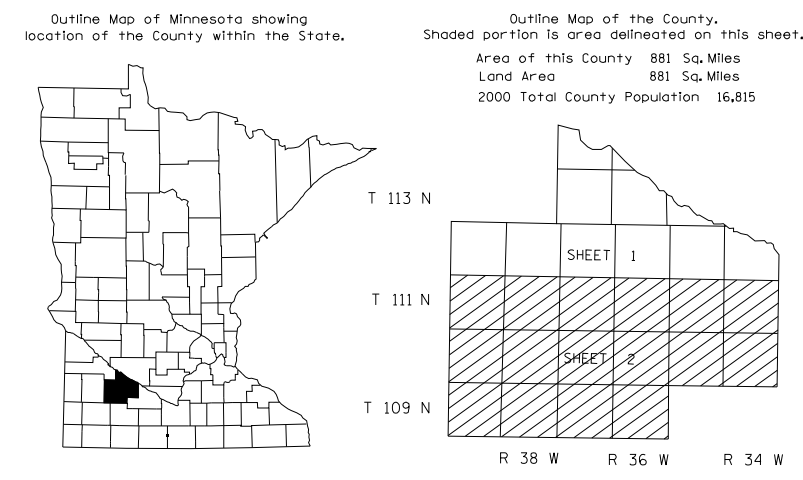 Outline Map of Minnesota showing
location of the County within the State.
Outline Map of the County.
Shaded portion is area delineated on this sheet.
Area of this County 881 Sq. Miles
Land Area 881 Sq. Miles
2000 Total County Population 16,815
T 113 N
SHEET 1
T 111 N
SHEET 2
T 109 N
R 38 W R 36 W R 34 W